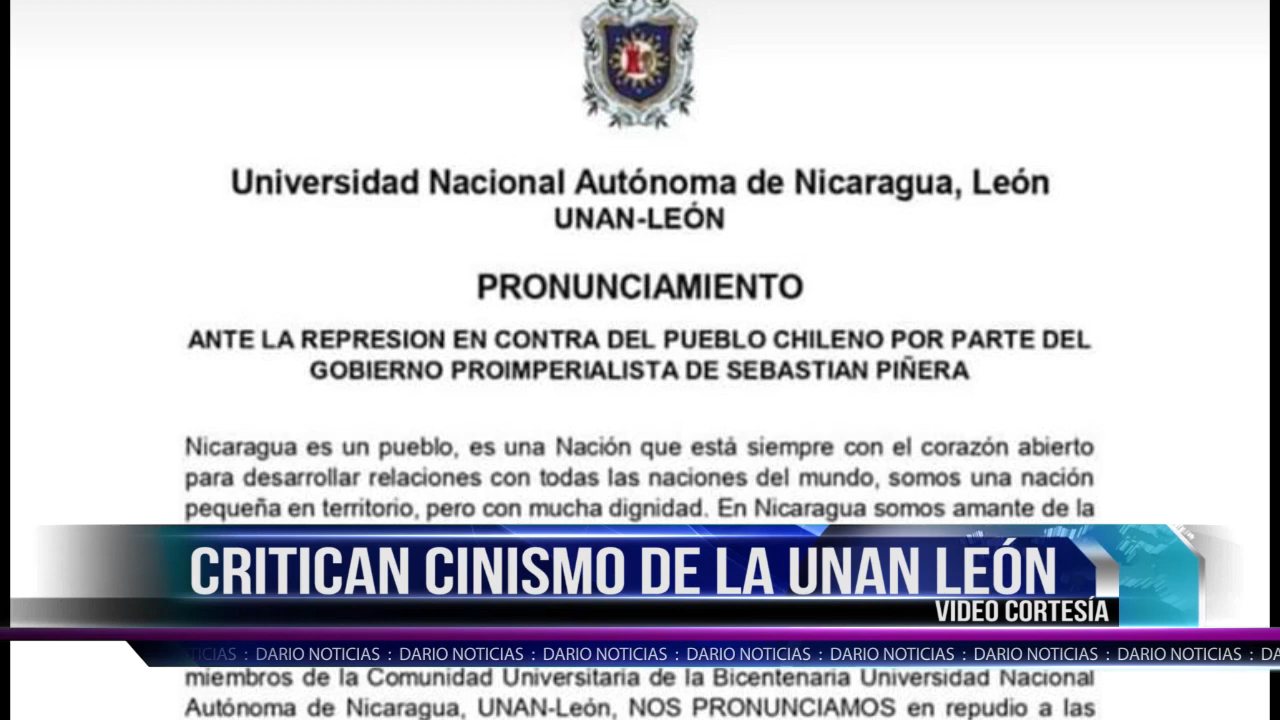 Universidad Nacional Autónoma de Nicaragua, León
UNAN-LEÓN
PRONUNCIAMIENTO
ANTE LA REPRESION EN CONTRA DEL PUEBLO CHILENO POR PARTE DEL
GOBIERNO PROIMPERIALISTA DE SEBASTIAN PIÑERA
Nicaragua es un pueblo, es una Nación que está siempre con el corazón abierto
para desarrollar relaciones con todas las naciones del mundo, somos una nación
pequeña en territorio, pero con mucha dignidad. En Nicaragua somos amante de la
CRITICAN CINISMO DE LA UNAN LEÓN
VIDEO CORTESÍA
TICIAS : DARIO NOTICIAS : DARIO NOTICIAS : DARIO NOTICIAS : DARIO NOTICIAS : DARIO NOTICIAS : DARIO NOTICIAS : DARIO NOTICIAS : DA
miembros de la Comunidad Universitaria de la Bicentenaria Universidad Nacional
Autónoma de Nicaragua, UNAN-León, NOS PRONUNCIAMOS en repudio a las